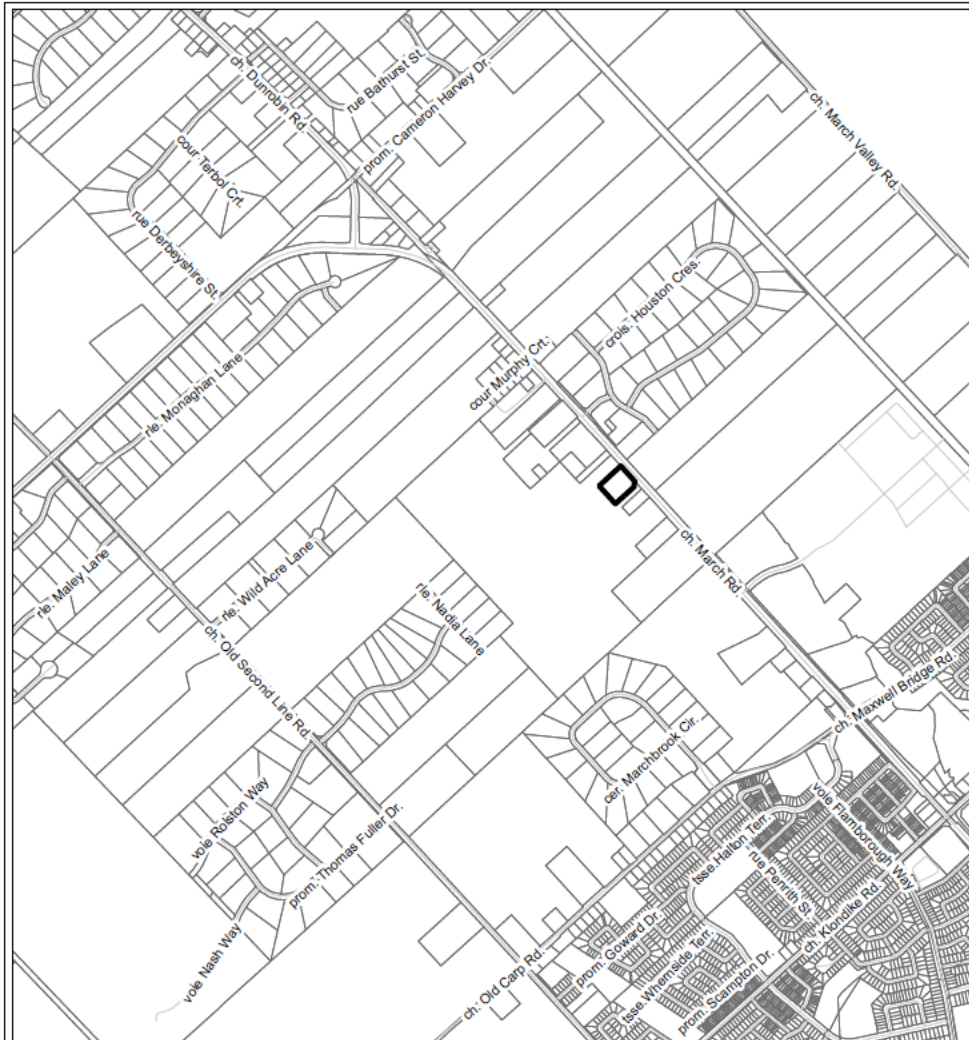 rue Bathurst St.
ch. Dunrobin Rd.
prom. Cameron Harvey Dr.
ch. March Valley Rd.
cour Terbol Crt.
rue Derbeyshire St.
crois. Houston Cres.
cour Murphy Crt.
rle. Monaghan Lane
ch. March Rd.
rle. Maley Lane
rle. Wild Acre Lane
rle. Nadia Lane
ch. Old Second Line Rd.
ch. Maxwell Bridge Rd.
cer. Marchbrook Cir.
voie Rolston Way
prom. Thomas Fuller Dr.
tsse. Halton Terr.
voie Flamborough Way
rue Penrith St.
ch. Klondike Rd.
prom. Goward Dr.
tsse. Whernside Terr.
prom. Scampton Dr.
voie Nash Way
ch. Old Carp Rd.